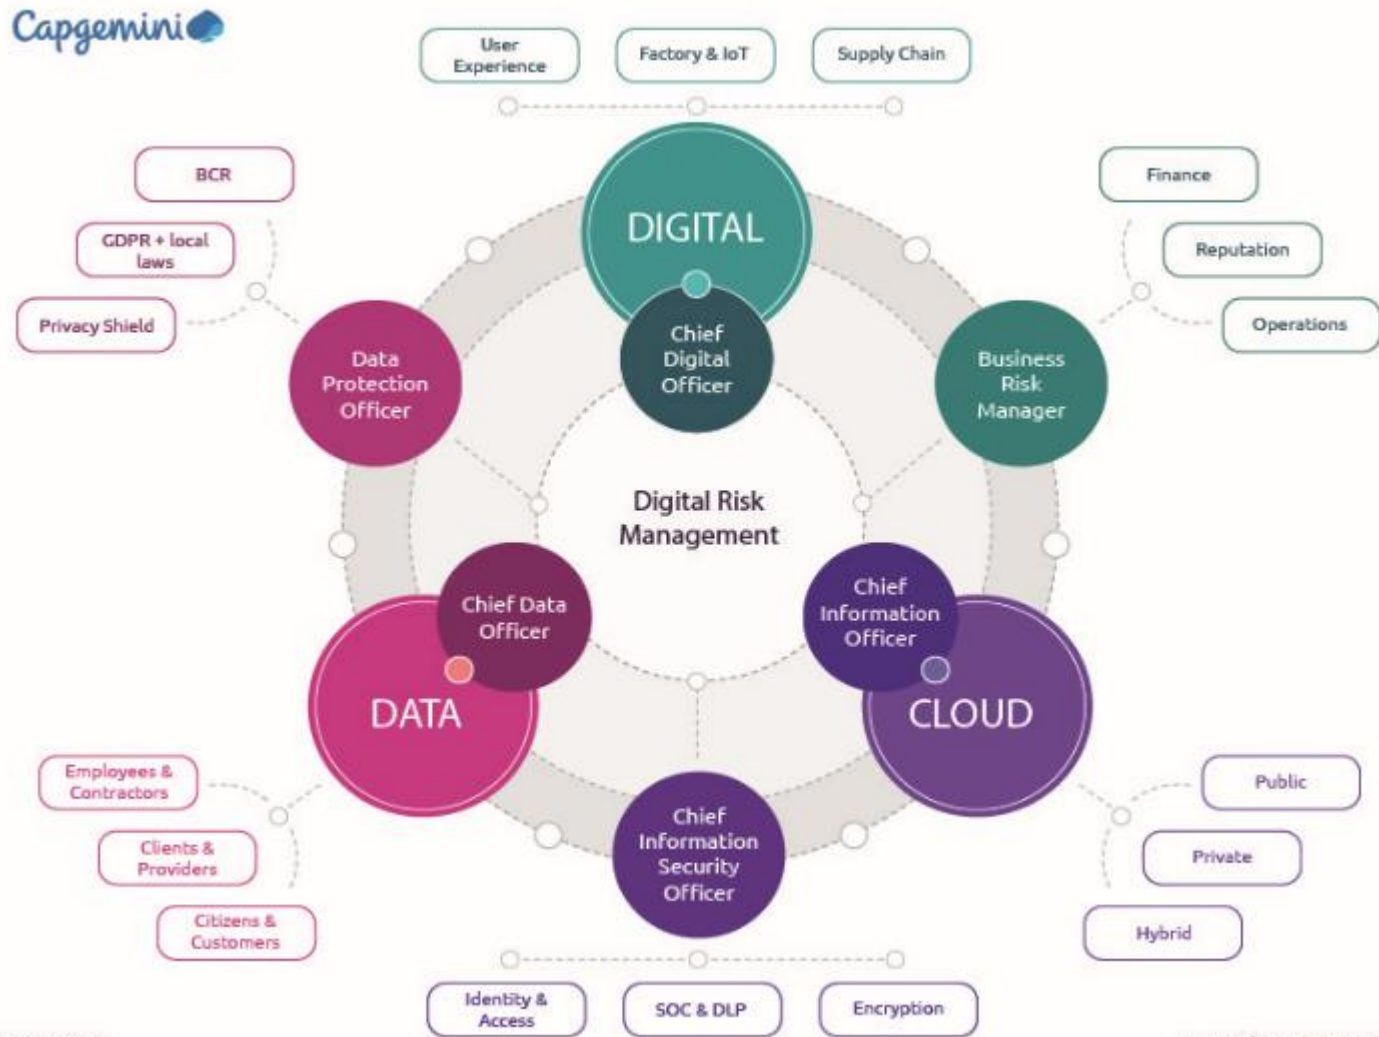 Capgemini
User
Experience
Factory & IoT
Supply Chain
BCR
GDPR + local
laws
Privacy Shield
Finance
Reputation
Operations
DIGITAL
Chief
Digital
Officer
Data
Protection
Officer
Business
Risk
Manager
Digital Risk
Management
Chief Data
Officer
DATA
Chief
Information
Officer
CLOUD
Chief
Information
Security
Officer
Employees &
Contractors
Clients &
Providers
Citizens &
Customers
Public
Private
Hybrid
Identity &
Access
SOC & DLP
Encryption